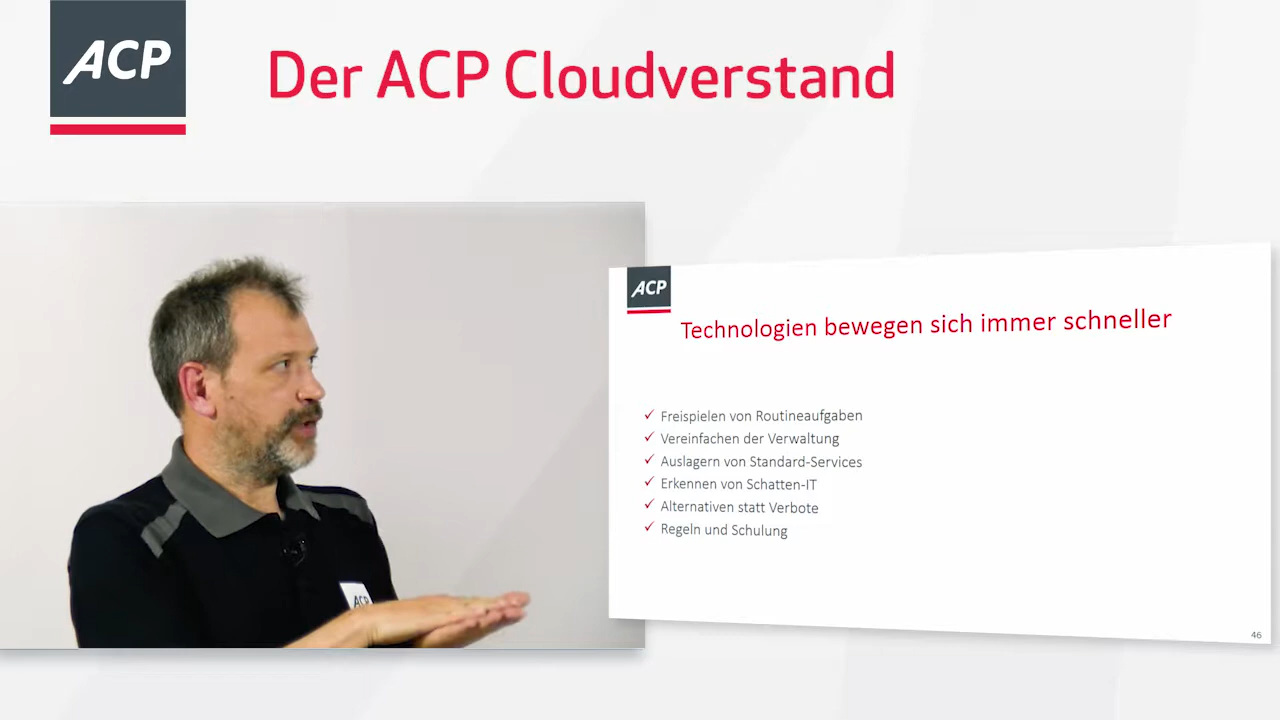 ACP
Der ACP Cloudverstand
ACP
Technologien bewegen sich immer schneller
✓ Freispielen von Routineaufgaben
✓ Vereinfachen der Verwaltung
✓ Auslagern von Standard-Services
✓ Erkennen von Schatten-IT
✓ Alternativen statt Verbote
✓ Regeln und Schulung
ACP
46